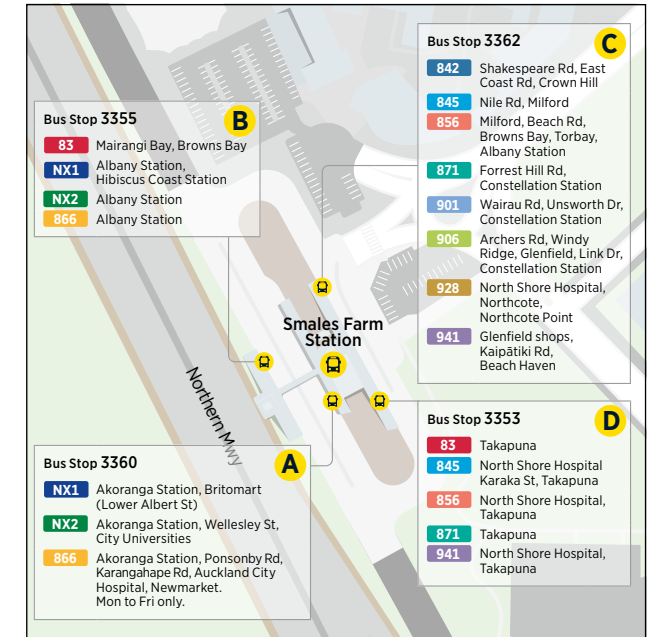 Bus Stop 3362
C
842 Shakespeare Rd, East
Coast Rd, Crown Hill
845 Nile Rd, Milford
856 Milford, Beach Rd,
Browns Bay, Torbay,
Albany Station
871 Forrest Hill Rd,
Constellation Station
901 Wairau Rd, Unsworth Dr,
Constellation Station
906 Archers Rd, Windy
Ridge, Glenfield, Link Dr,
Constellation Station
928 North Shore Hospital,
Northcote,
Northcote Point
941 Glenfield shops,
Kaipātiki Rd,
Beach Haven
Bus Stop 3355
B
83 Mairangi Bay, Browns Bay
NX1 Albany Station,
Hibiscus Coast Station
NX2 Albany Station
866 Albany Station
Smales Farm
Station
Northern Mwy
Bus Stop 3360
A
NX1 Akoranga Station, Britomart
(Lower Albert St)
NX2 Akoranga Station, Wellesley St,
City Universities
866 Akoranga Station, Ponsonby Rd,
Karangahape Rd, Auckland City
Hospital, Newmarket.
Mon to Fri only.
Bus Stop 3353
D
83 Takapuna
845 North Shore Hospital
Karaka St, Takapuna
856 North Shore Hospital,
Takapuna
871 Takapuna
941 North Shore Hospital,
Takapuna